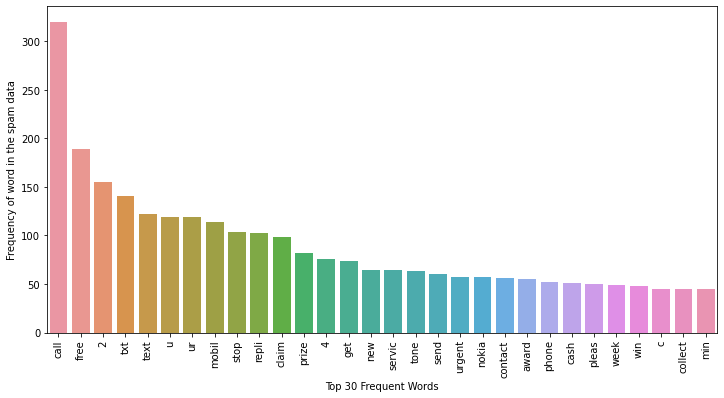 Frequency of word in the spam data
300
250
200
150
100
50
0
call
free
2
txt
text
u
ur
mobil
stop
repli
claim
prize
4
get
new
servic
tone
send
urgent
nokia
contact
award
phone
cash
pleas
week
win
c
collect
min
Top 30 Frequent Words